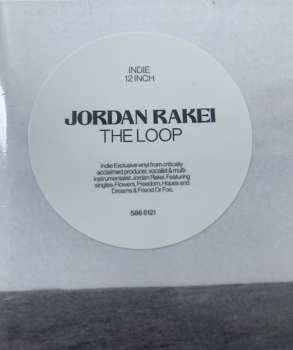 INDIE
12 INCH
JORDAN RAKEI
THE LOOP
Indie Exclusive vinyl from critically
acclaimed producer, vocalist & multi
instrumentalist Jordan Rakei. Featuring
singles: Flowers, Freedom, Hopes and
Dreams & Friend Or Foe.
586 6121